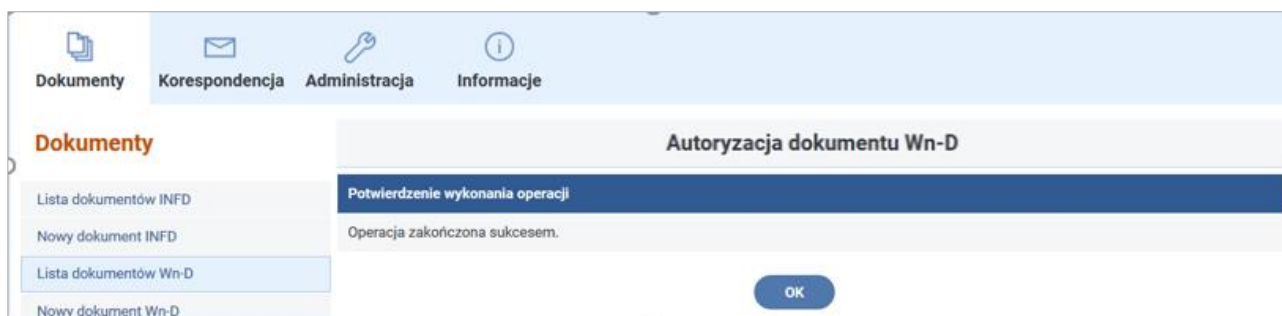 Dokumenty Korespondencja Administracja Informacje
Dokumenty
Autoryzacja dokumentu Wn-D
Lista dokumentów INFD
Potwierdzenie wykonania operacji
Nowy dokument INFD
Operacja zakończona sukcesem.
Lista dokumentów Wn-D
OK
Nowy dokument Wn-D